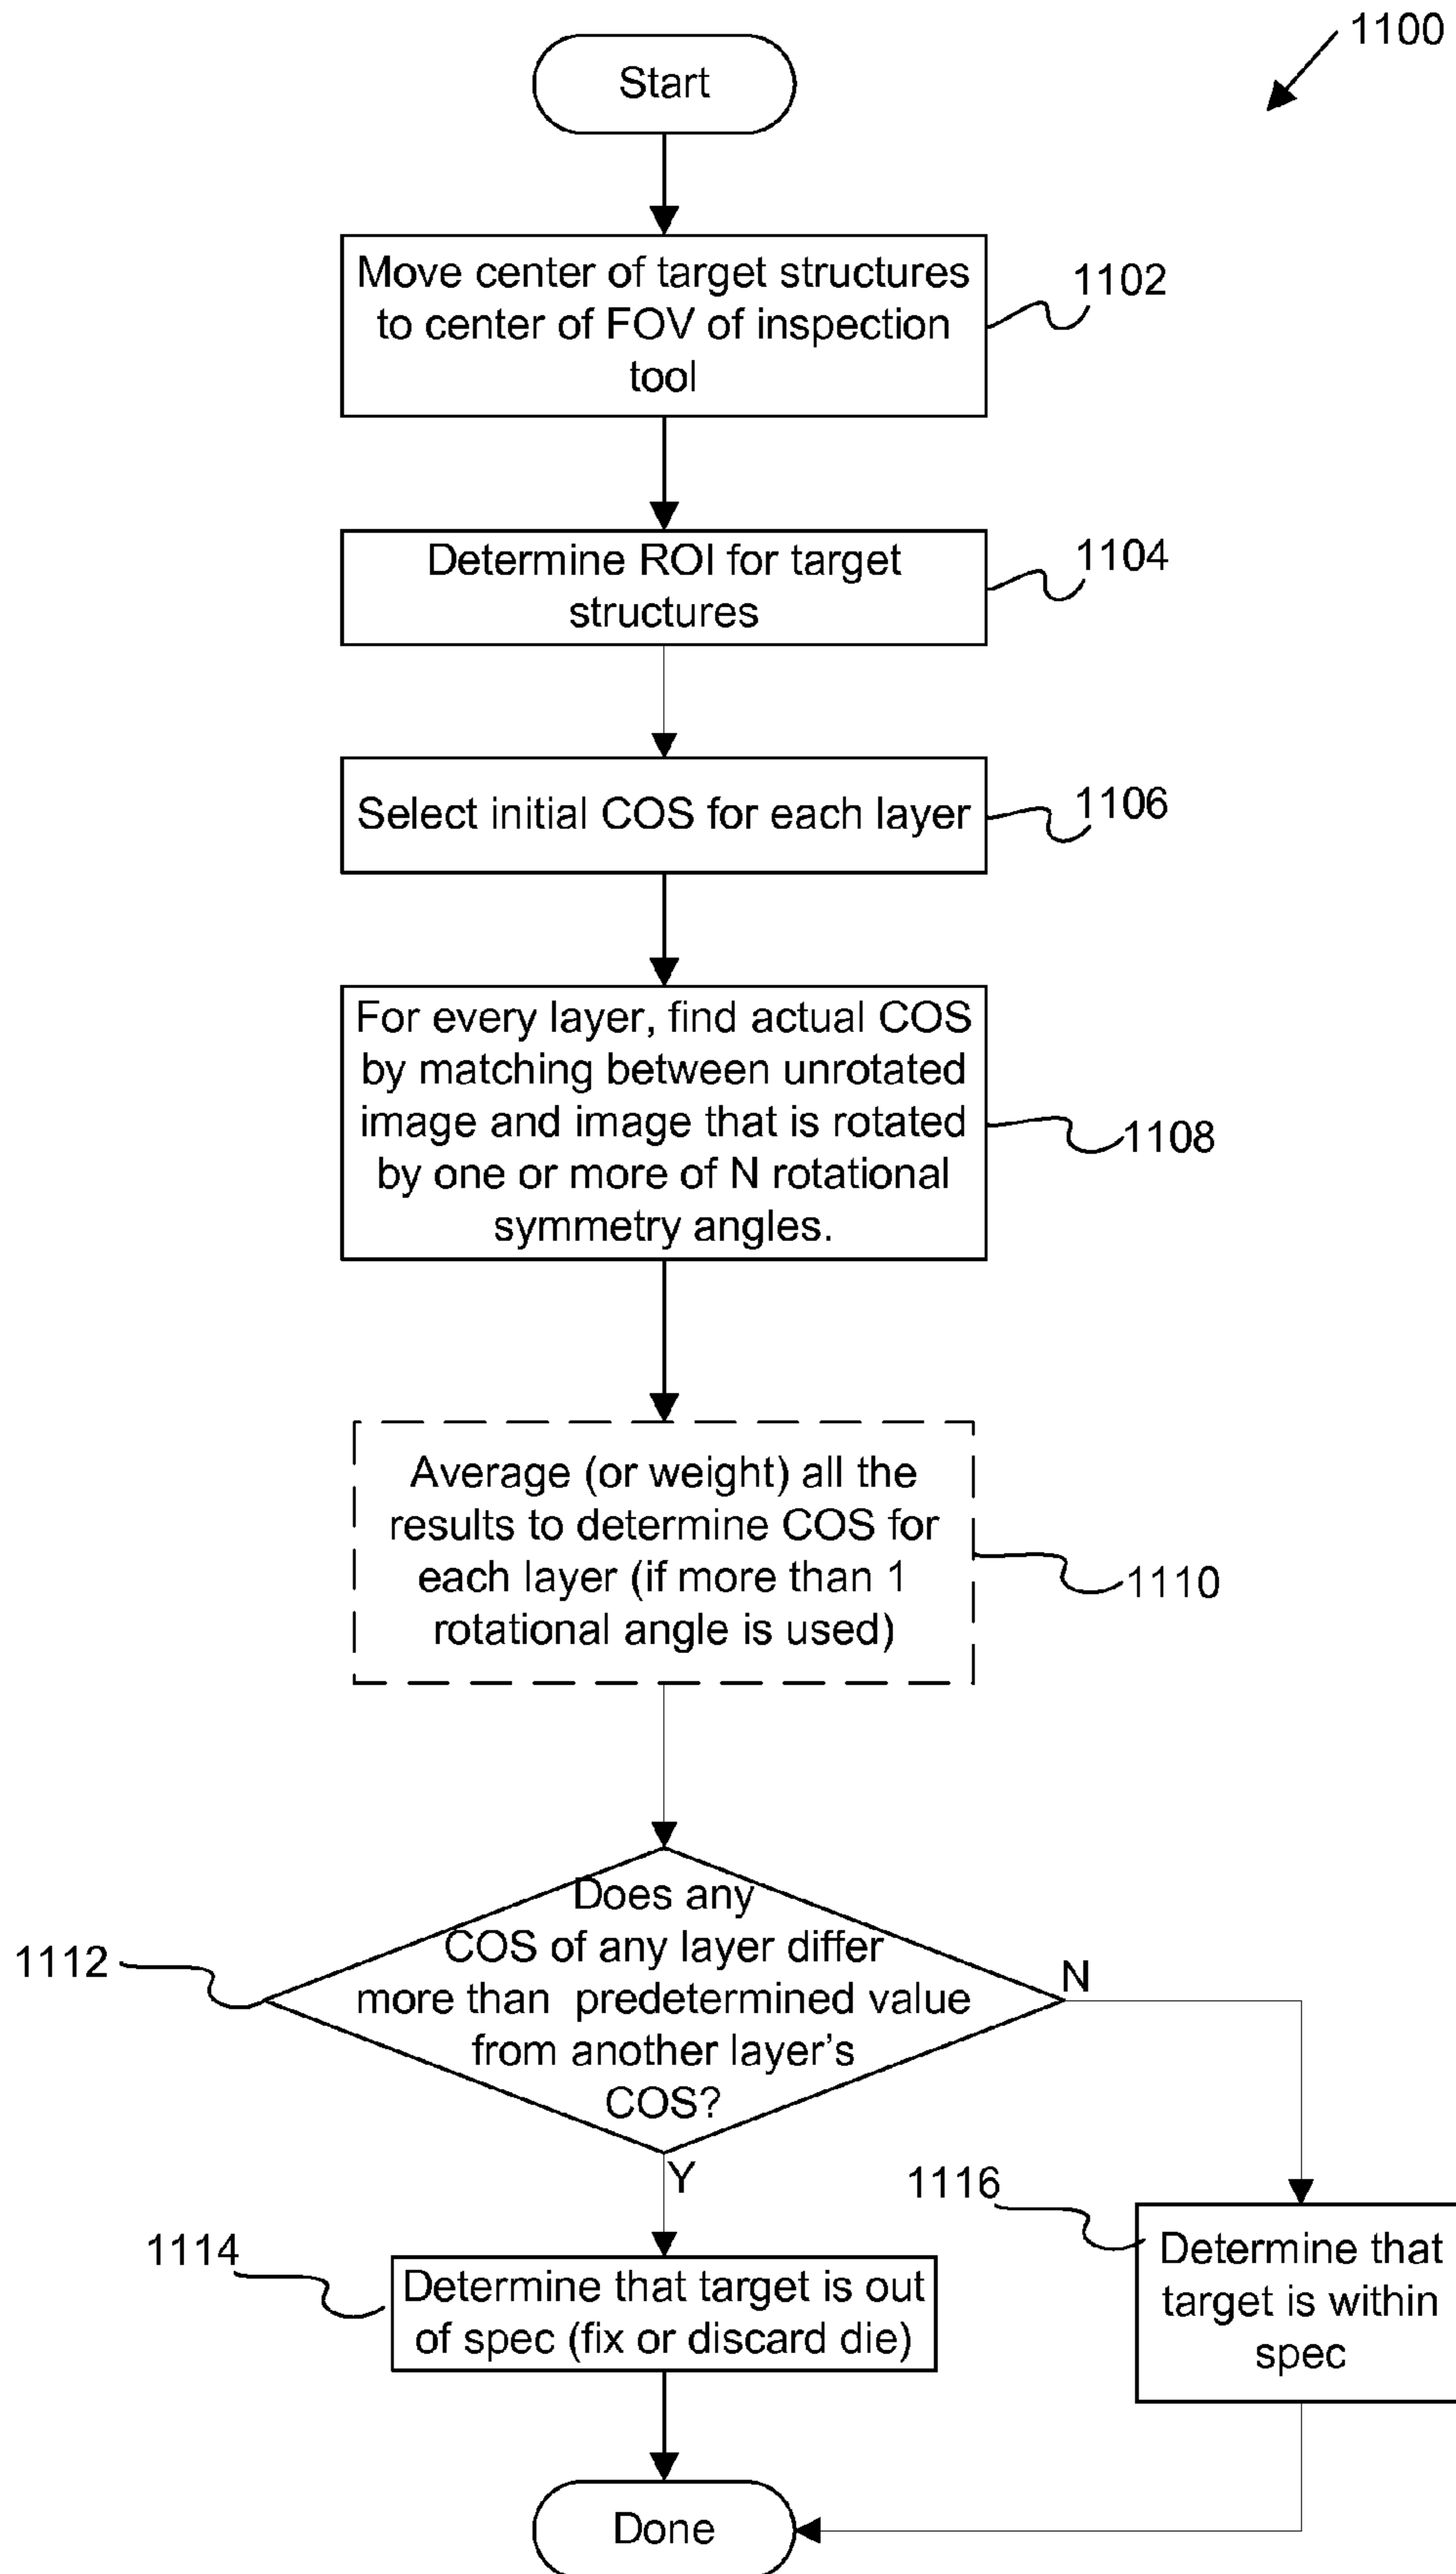 1100
Start
Move center of target structures
to center of FOV of inspection
tool
1102
Determine ROI for target
structures
1104
Select initial COS for each layer
1106
For every layer, find actual COS
by matching between unrotated
image and image that is rotated
by one or more of N rotational
symmetry angles.
1108
Average (or weight) all the
results to determine COS for
each layer (if more than 1
rotational angle is used)
1110
Does any
COS of any layer differ
more than predetermined value
from another layer's
COS?
1112
N
Y
1116
1114
Determine that target is out
of spec (fix or discard die)
Determine that
target is within
spec
Done